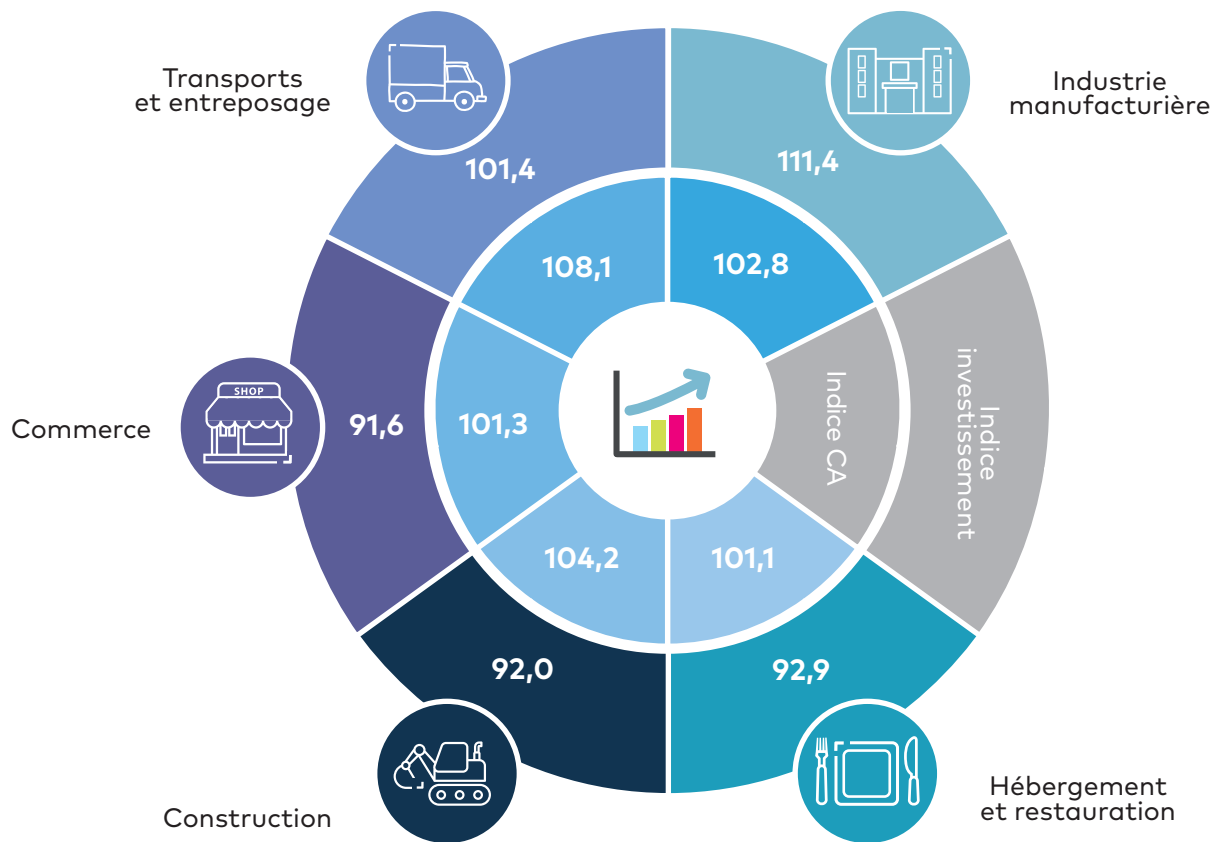 Transports
et entreposage
Industrie
manufacturière
101,4
111,4
108,1
102,8
SHOP
Commerce
91,6
101,3
Indice CA
Indice
investissement
104,2
101,1
92,0
92,9
Construction
Hébergement
et restauration